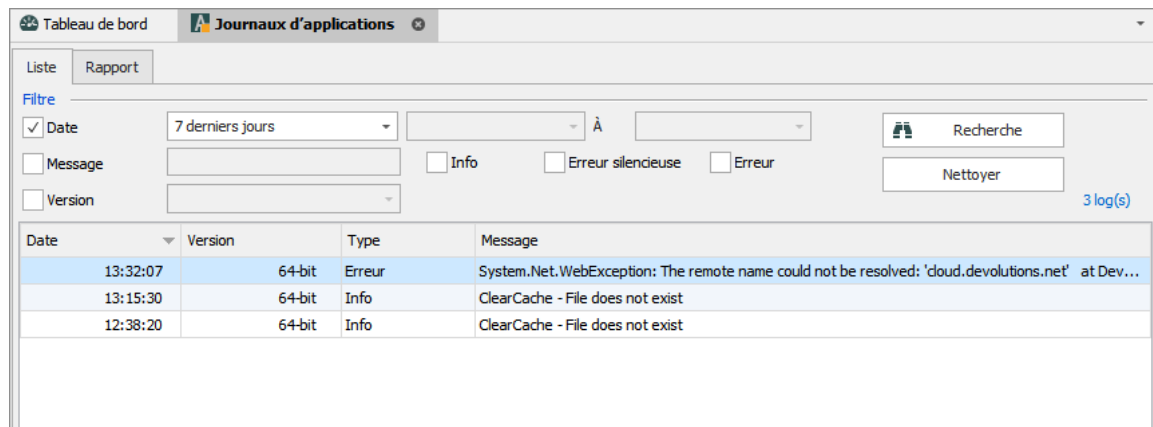 Tableau de bord Journaux d'applications
Liste Rapport
Filtre
Date 7 derniers jours À Recherche
Message Info Erreur silencieuse Erreur Nettoyer
Version 3 log(s)
Date Version Type Message
13:32:07 64-bit Erreur System.Net.WebException: The remote name could not be resolved: 'cloud.devolutions.net' at Dev...
13:15:30 64-bit Info ClearCache - File does not exist
12:38:20 64-bit Info ClearCache - File does not exist